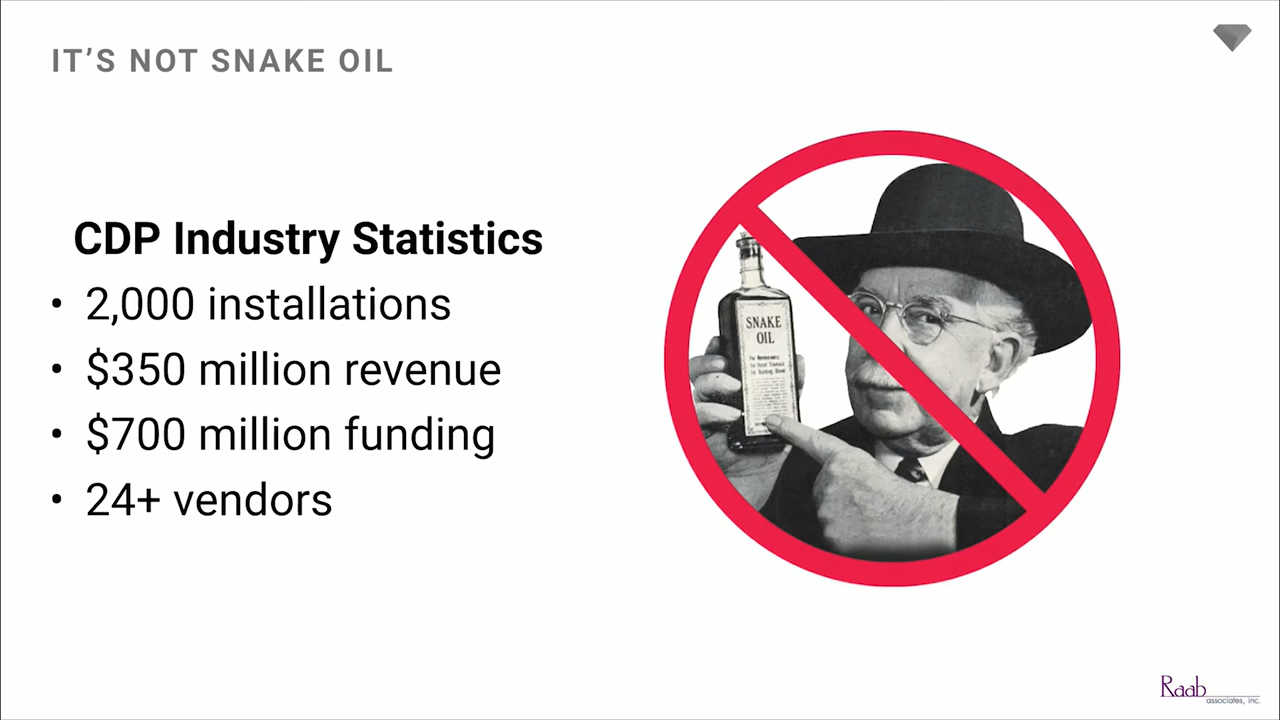 IT’S NOT SNAKE OIL
CDP Industry Statistics
• 2,000 installations
• $350 million revenue
• $700 million funding
• 24+ vendors
SNAKE
OIL
Raab
associates, inc.